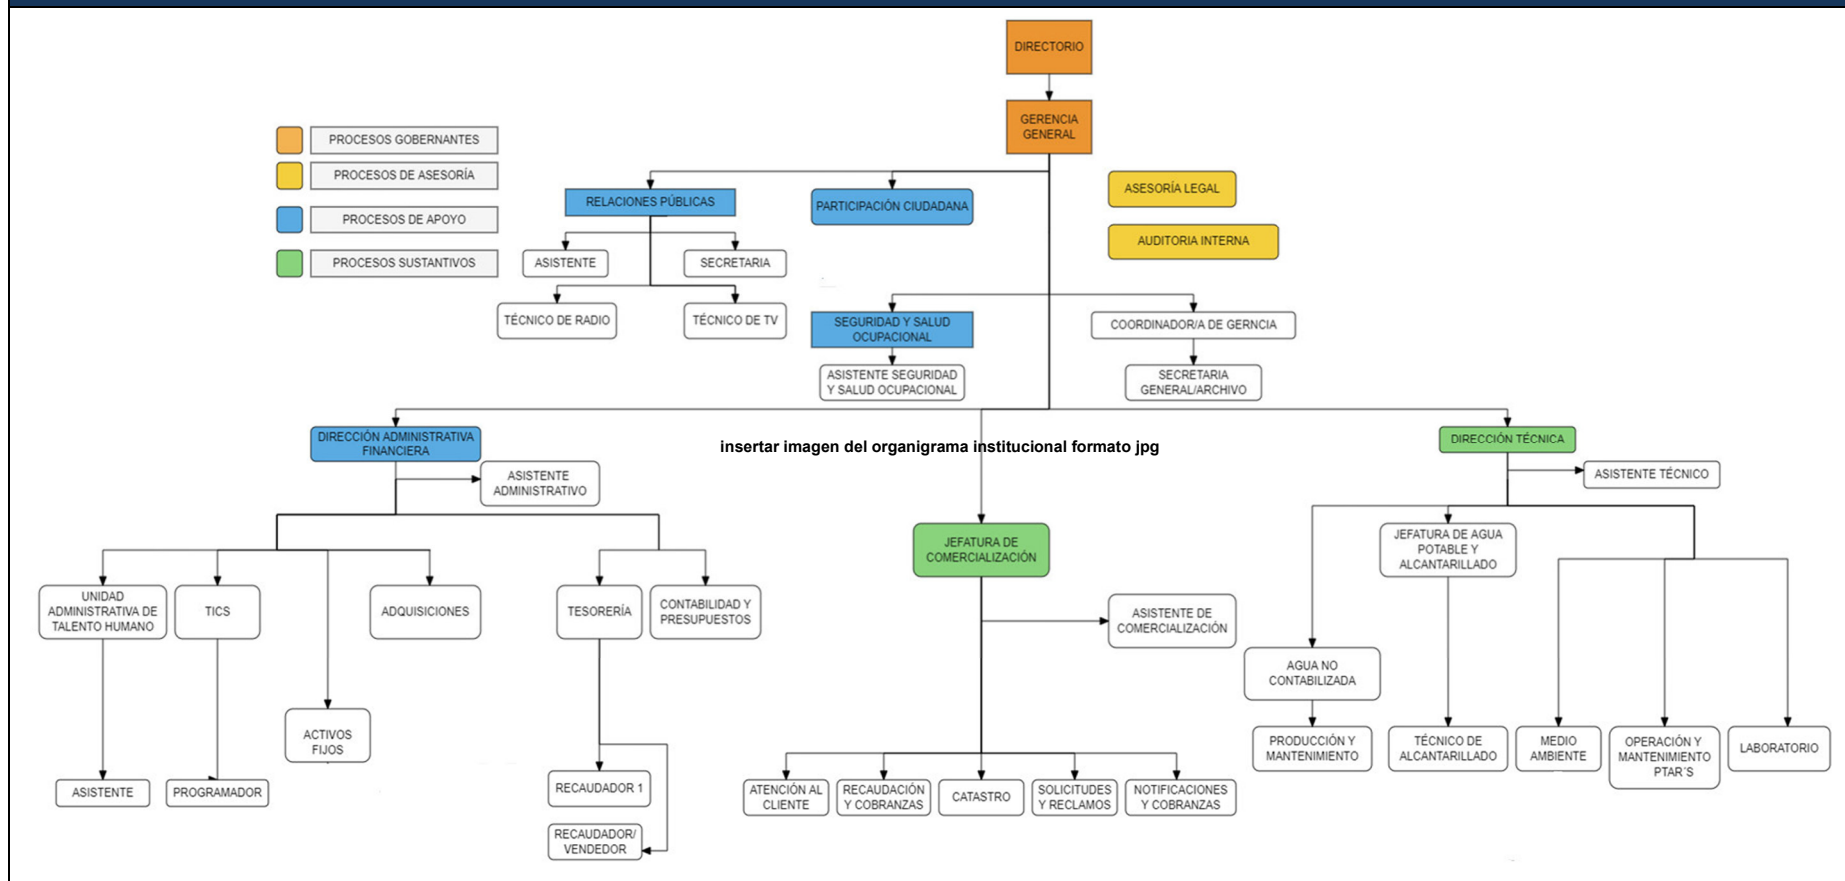 DIRECTORIO
GERENCIA
GENERAL
PROCESOS GOBERNANTES
PROCESOS DE ASESORÍA
PROCESOS DE APOYO
PROCESOS SUSTANTIVOS
RELACIONES PÚBLICAS
PARTICIPACIÓN CIUDADANA
ASESORÍA LEGAL
AUDITORIA INTERNA
ASISTENTE
SECRETARIA
TÉCNICO DE RADIO
TÉCNICO DE TV
SEGURIDAD Y SALUD
OCUPACIONAL
COORDINADOR/A DE GERNCIA
ASISTENTE SEGURIDAD
Y SALUD OCUPACIONAL
SECRETARIA
GENERAL/ARCHIVO
DIRECCIÓN ADMINISTRATIVA
FINANCIERA
insertar imagen del organigrama institucional formato jpg
DIRECCIÓN TÉCNICA
ASISTENTE
ADMINISTRATIVO
ASISTENTE TÉCNICO
JEFATURA DE
COMERCIALIZACIÓN
JEFATURA DE AGUA
POTABLE Y
ALCANTARILLADO
UNIDAD
ADMINISTRATIVA DE
TALENTO HUMANO
TICS
ADQUISICIONES
TESORERÍA
CONTABILIDAD Y
PRESUPUESTOS
ASISTENTE DE
COMERCIALIZACIÓN
AGUA NO
CONTABILIZADA
ACTIVOS
FIJOS
PRODUCCIÓN Y
MANTENIMIENTO
TÉCNICO DE
ALCANTARILLADO
MEDIO
AMBIENTE
OPERACIÓN Y
MANTENIMIENTO
PTAR´S
LABORATORIO
ASISTENTE
PROGRAMADOR
RECAUDADOR 1
ATENCIÓN AL
CLIENTE
RECAUDACIÓN
Y COBRANZAS
CATASTRO
SOLICITUDES
Y RECLAMOS
NOTIFICACIONES
Y COBRANZAS
RECAUDADOR/
VENDEDOR